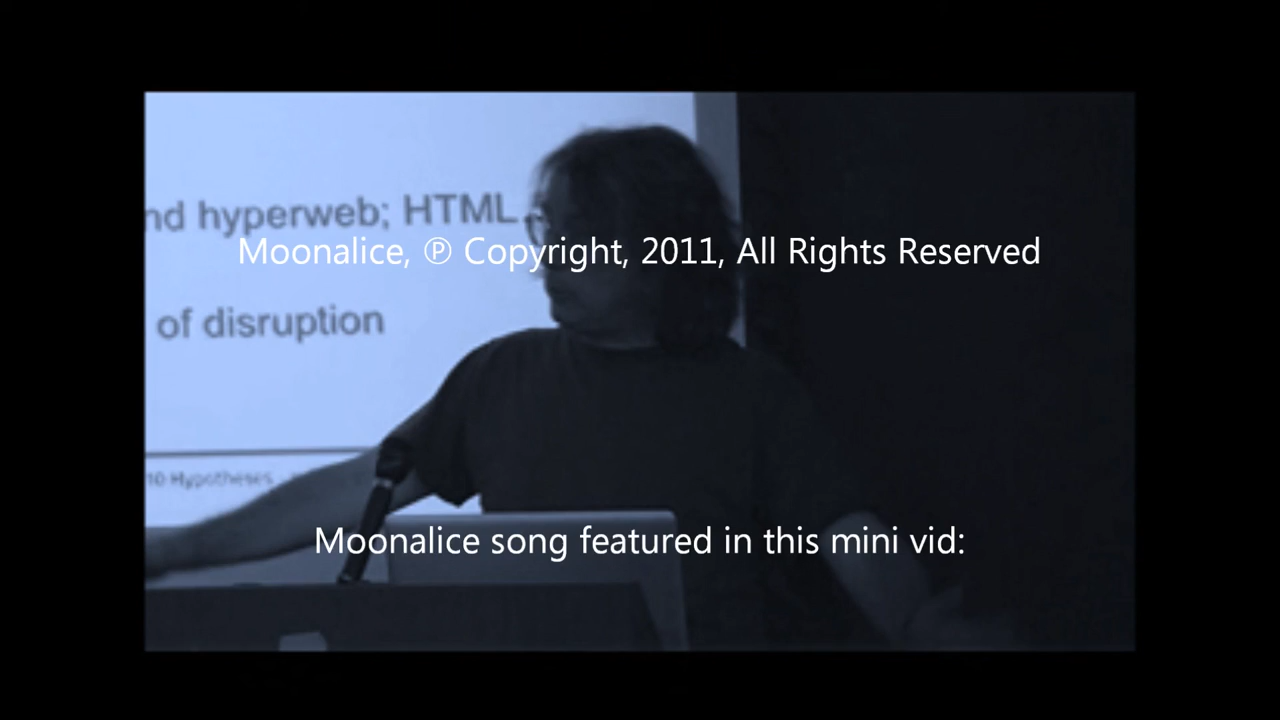 nd hyperweb; HTML
Moonalice, ℗ Copyright, 2011, All Rights Reserved
of disruption
10 Hypotheses
Moonalice song featured in this mini vid: